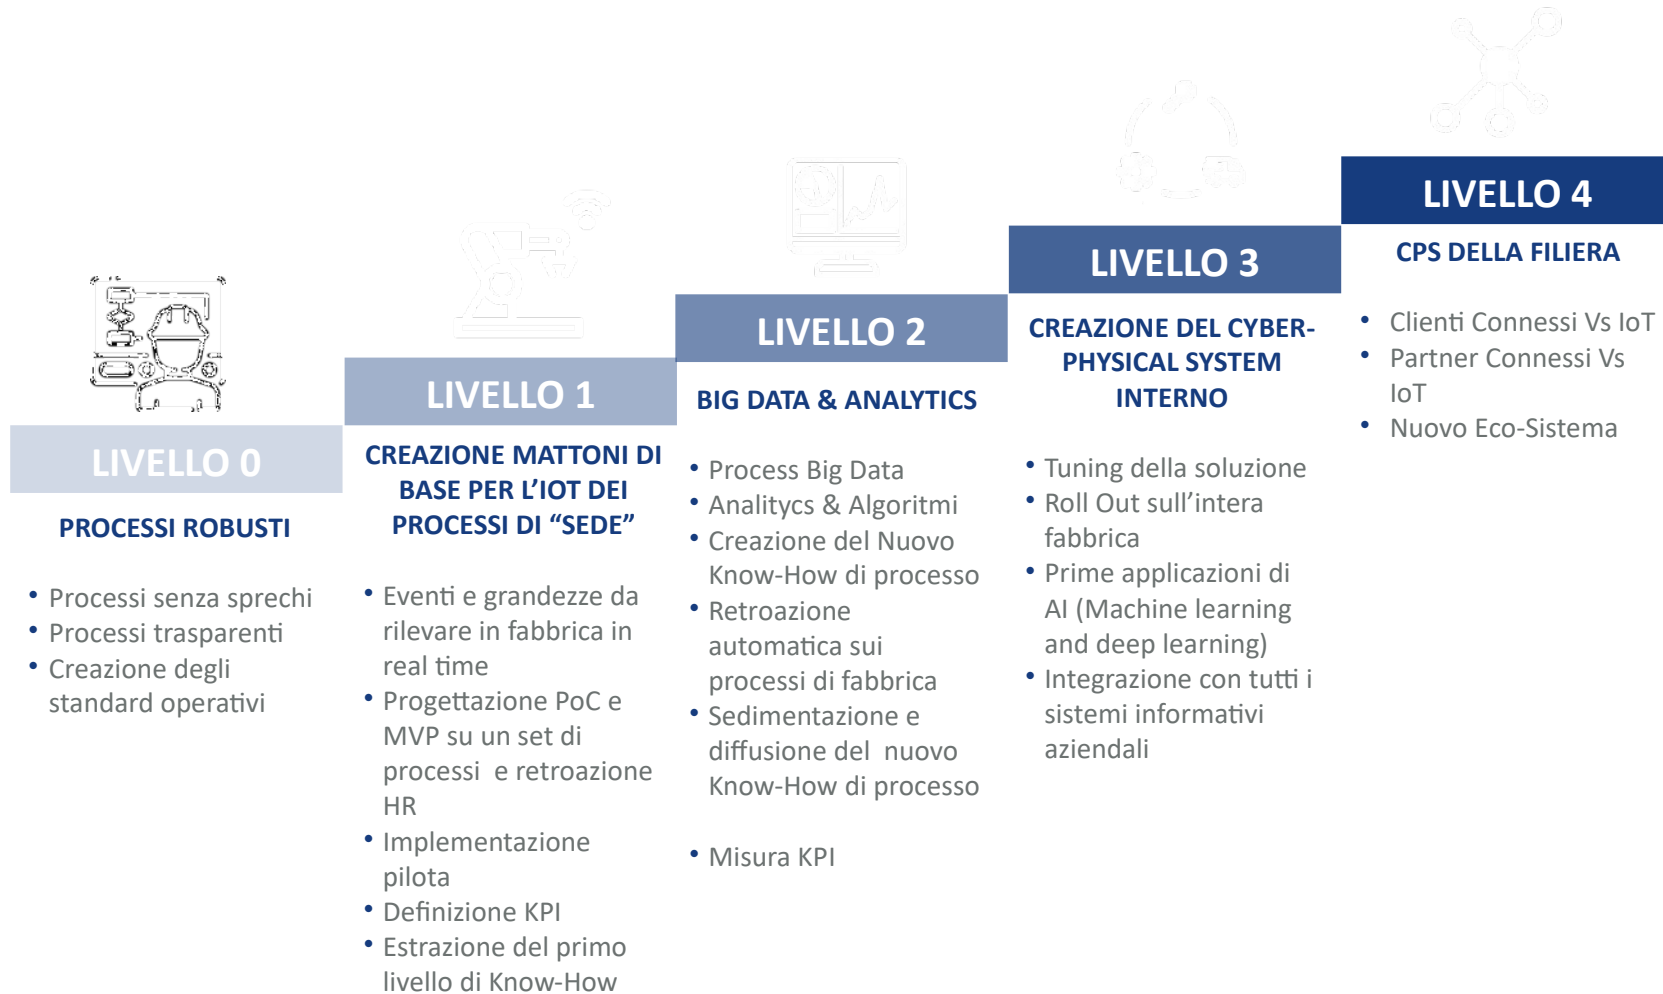 LIVELLO 0
PROCESSI ROBUSTI
• Processi senza sprechi
• Processi trasparenti
• Creazione degli
standard operativi
LIVELLO 1
CREAZIONE MATTONI DI
BASE PER L’IOT DEI
PROCESSI DI “SEDE”
• Eventi e grandezze da
rilevare in fabbrica in
real time
• Progettazione PoC e
MVP su un set di
processi e retroazione
HR
• Implementazione
pilota
• Definizione KPI
• Estrazione del primo
livello di Know-How
LIVELLO 2
BIG DATA & ANALYTICS
• Process Big Data
• Analitycs & Algoritmi
• Creazione del Nuovo
Know-How di processo
• Retroazione
automatica sui
processi di fabbrica
• Sedimentazione e
diffusione del nuovo
Know-How di processo
• Misura KPI
LIVELLO 3
CREAZIONE DEL CYBER-
PHYSICAL SYSTEM
INTERNO
• Tuning della soluzione
• Roll Out sull’intera
fabbrica
• Prime applicazioni di
AI (Machine learning
and deep learning)
• Integrazione con tutti i
sistemi informativi
aziendali
LIVELLO 4
CPS DELLA FILIERA
• Clienti Connessi Vs IoT
• Partner Connessi Vs
IoT
• Nuovo Eco-Sistema